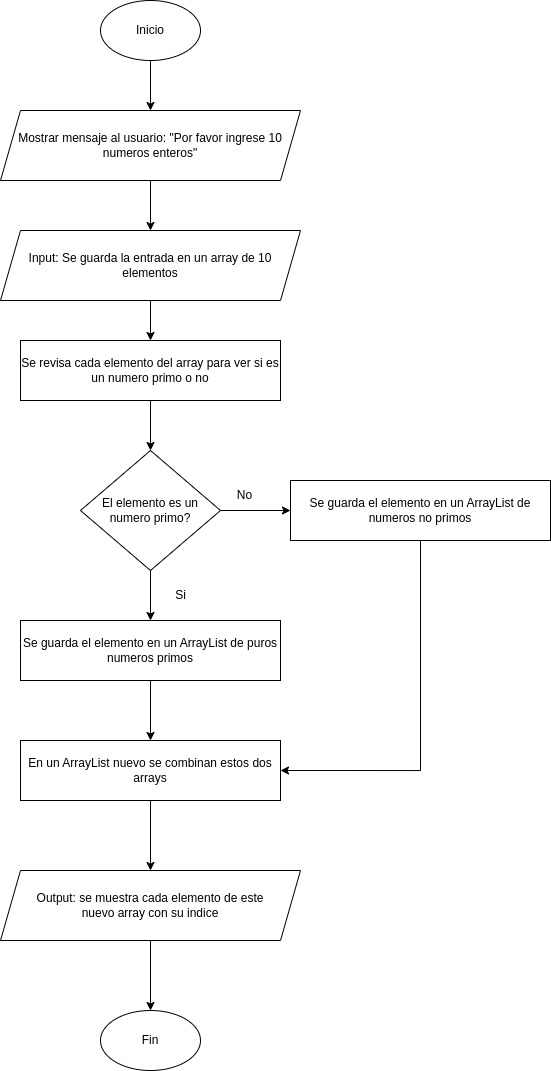 Inicio
Mostrar mensaje al usuario: "Por favor ingrese 10
numeros enteros"
Input: Se guarda la entrada en un array de 10
elementos
Se revisa cada elemento del array para ver si es
un numero primo o no
El elemento es un
numero primo?
No
Se guarda el elemento en un ArrayList de
numeros no primos
Si
Se guarda el elemento en un ArrayList de puros
numeros primos
En un ArrayList nuevo se combinan estos dos
arrays
Output: se muestra cada elemento de este
nuevo array con su indice
Fin